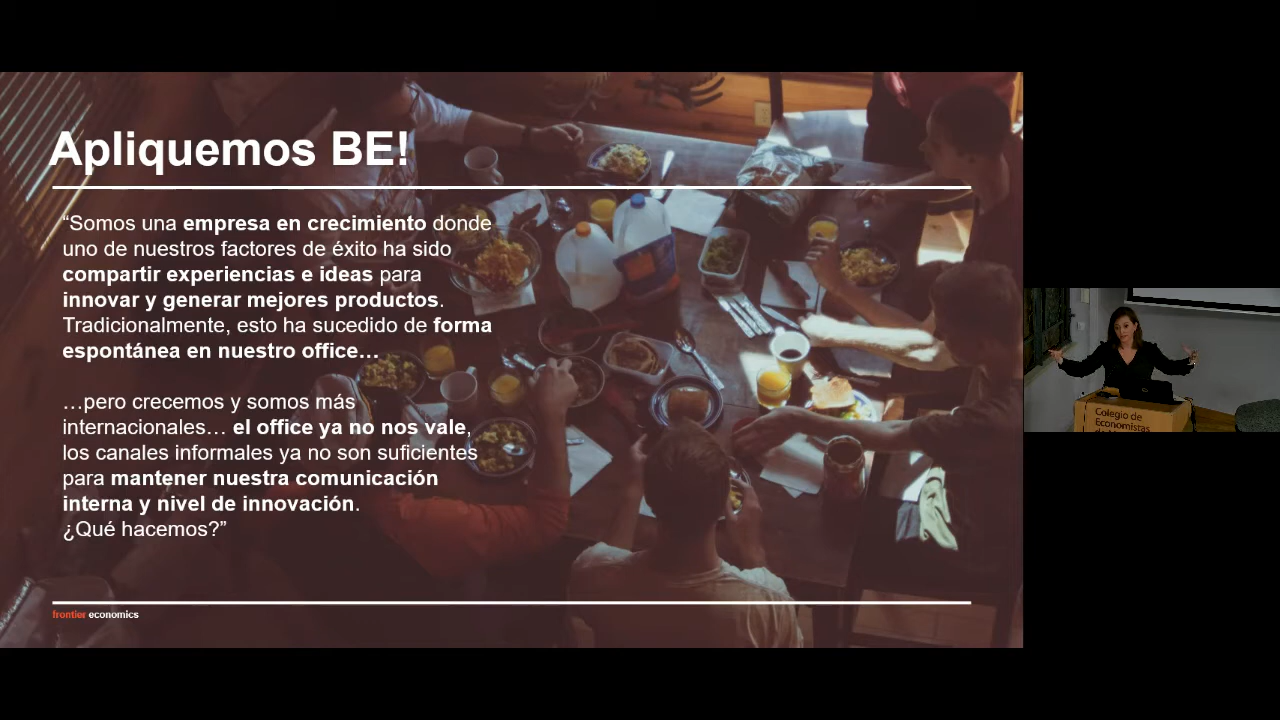 Apliquemos BE!
“Somos una empresa en crecimiento donde
uno de nuestros factores de éxito ha sido
compartir experiencias e ideas para
innovar y generar mejores productos.
Tradicionalmente, esto ha sucedido de forma
espontánea en nuestro office…
…pero crecemos y somos más
internacionales… el office ya no nos vale,
los canales informales ya no son suficientes
para mantener nuestra comunicación
interna y nivel de innovación.
¿Qué hacemos?”
frontier economics
Colegio de
Economistas